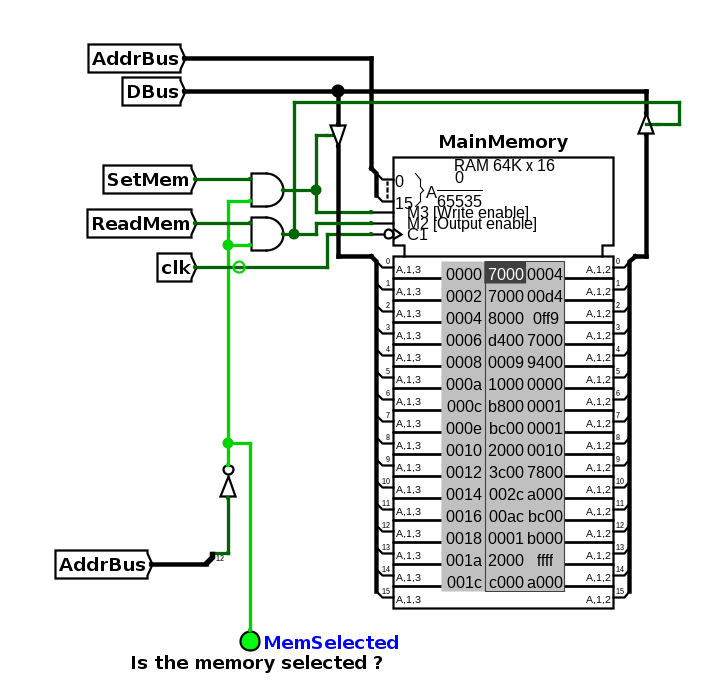 AddrBus
DBus
MainMemory
RAM 64K x 16
SetMem
0
0
A
15
65535
M3 [Write enable]
ReadMem
M2 [Output enable]
C1
clk
0 A,1,3 0000 7000 0004 A,1,2 0
1 A,1,3 0002 7000 00d4 A,1,2 1
2 A,1,3 0004 8000 0ff9 A,1,2 2
3 A,1,3 0006 d400 7000 A,1,2 3
4 A,1,3 0008 0009 9400 A,1,2 4
5 A,1,3 000a 1000 0000 A,1,2 5
6 A,1,3 000c b800 0001 A,1,2 6
7 A,1,3 000e bc00 0001 A,1,2 7
8 A,1,3 0010 2000 0010 A,1,2 8
9 A,1,3 0012 3c00 7800 A,1,2 9
10 A,1,3 0014 002c a000 A,1,2 10
11 A,1,3 0016 00ac bc00 A,1,2 11
12 A,1,3 0018 0001 b000 A,1,2 12
13 A,1,3 001a 2000 ffff A,1,2 13
14 A,1,3 001c c000 a000 A,1,2 14
15 A,1,3 A,1,2 15
AddrBus
12
MemSelected
Is the memory selected ?